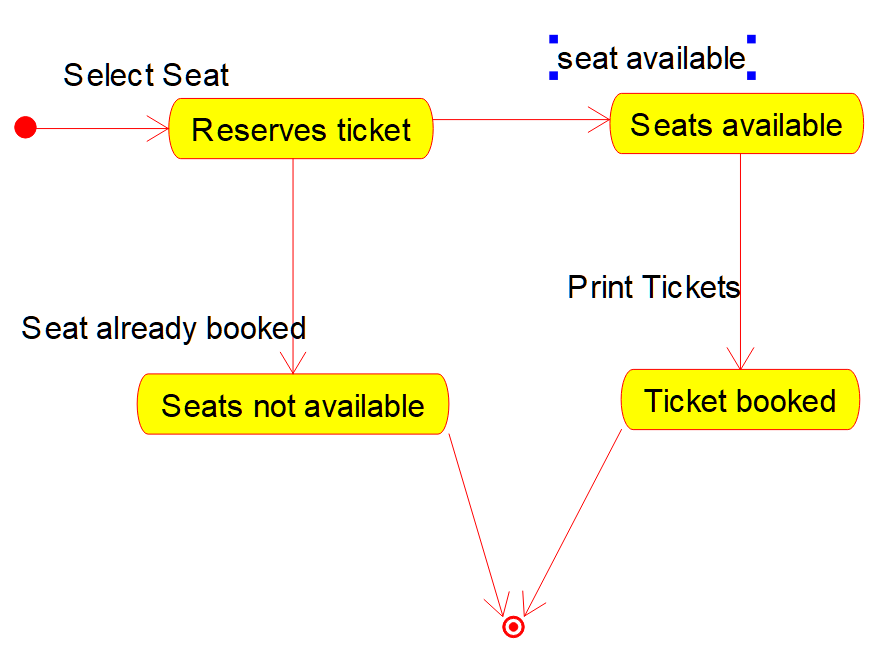 seat available
Select Seat
Reserves ticket
Seats available
Print Tickets
Seat already booked
Seats not available
Ticket booked